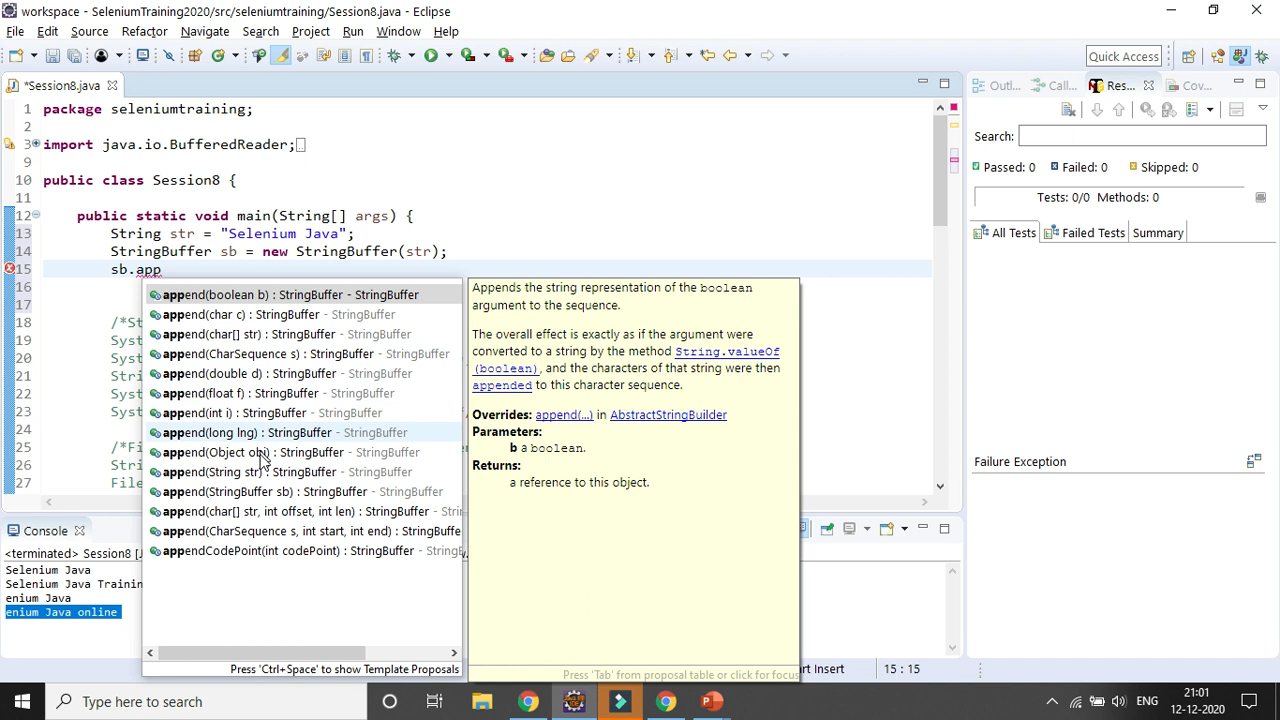 workspace - SeleniumTraining2020/src/seleniumtraining/Session8.java - Eclipse
File Edit Source Refactor Navigate Search Project Run Window Help
Quick Access
*Session8.java
Outl... Call... Res... Cov...
1 package seleniumtraining;
2
3 import java.io.BufferedReader;
9
10 public class Session8 {
11
12 public static void main(String[] args) {
13 String str = "Selenium Java";
14 StringBuffer sb = new StringBuffer(str);
15 sb.app
18 /*St
19 Syst
20 Syst
21 Stri
22 Syst
23 Syst
24
25 /*Fi
26 Stri
27 File
append(boolean b) : StringBuffer - StringBuffer
append(char c) : StringBuffer - StringBuffer
append(char[] str) : StringBuffer - StringBuffer
append(CharSequence s) : StringBuffer - StringBuffer
append(double d) : StringBuffer - StringBuffer
append(float f) : StringBuffer - StringBuffer
append(int i) : StringBuffer - StringBuffer
append(long lng) : StringBuffer - StringBuffer
append(Object obj) : StringBuffer - StringBuffer
append(String str) : StringBuffer - StringBuffer
append(StringBuffer sb) : StringBuffer - StringBuffer
append(char[] str, int offset, int len) : StringBuffer - StringBu
append(CharSequence s, int start, int end) : StringBuffe
appendCodePoint(int codePoint) : StringBuffer - StringB
Press 'Ctrl+Space' to show Template Proposals
Appends the string representation of the boolean
argument to the sequence.
The overall effect is exactly as if the argument were
converted to a string by the method String.valueOf
(boolean), and the characters of that string were then
appended to this character sequence.
Overrides: append(...) in AbstractStringBuilder
Parameters:
b a boolean.
Returns:
a reference to this object.
Press 'Tab' from proposal table or click for focus
Search:
Passed: 0 Failed: 0 Skipped: 0
Tests: 0/0 Methods: 0
All Tests Failed Tests Summary
Failure Exception
Console
<terminated> Session8 [J
Selenium Java
Selenium Java Traini
enium Java
enium Java online
rt Insert 15 : 15
Type here to search
ENG
21:01
12-12-2020